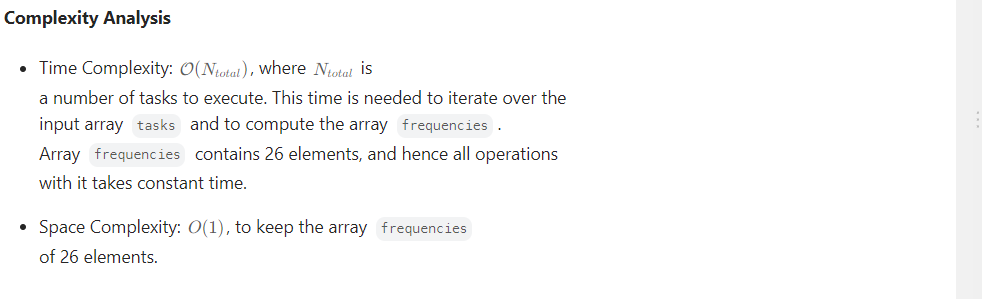 Complexity Analysis
• Time Complexity: 𝒪(N_total), where N_total is
a number of tasks to execute. This time is needed to iterate over the
input array tasks and to compute the array frequencies .
Array frequencies contains 26 elements, and hence all operations
with it takes constant time.
• Space Complexity: O(1), to keep the array frequencies
of 26 elements.